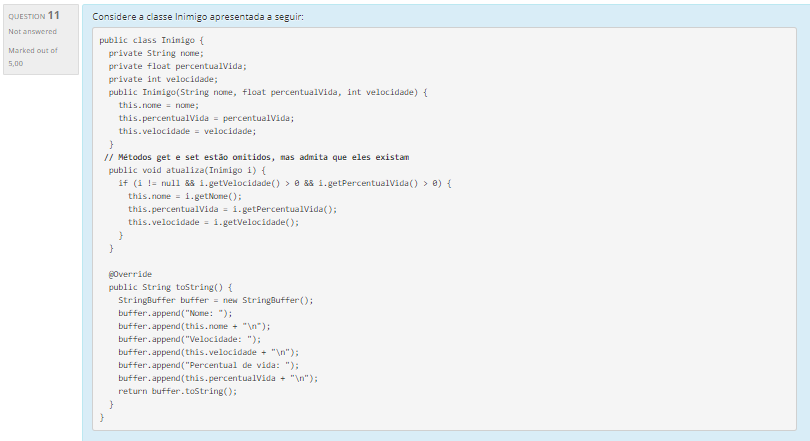 QUESTION 11
Not answered
Marked out of
5,00
Considere a classe Inimigo apresentada a seguir:
public class Inimigo {
private String nome;
private float percentualVida;
private int velocidade;
public Inimigo(String nome, float percentualVida, int velocidade) {
this.nome = nome;
this.percentualVida = percentualVida;
this.velocidade = velocidade;
}
// Métodos get e set estão omitidos, mas admita que eles existam
public void atualiza(Inimigo i) {
if (i != null && i.getVelocidade() > 0 && i.getPercentualVida() > 0) {
this.nome = i.getNome();
this.percentualVida = i.getPercentualVida();
this.velocidade = i.getVelocidade();
}
}
@Override
public String toString() {
StringBuffer buffer = new StringBuffer();
buffer.append("Nome: ");
buffer.append(this.nome + "\n");
buffer.append("Velocidade: ");
buffer.append(this.velocidade + "\n");
buffer.append("Percentual de vida: ");
buffer.append(this.percentualVida + "\n");
return buffer.toString();
}
}